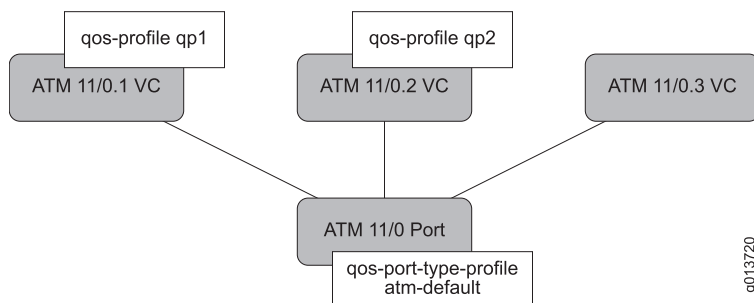 qos-profile qp1
qos-profile qp2
ATM 11/0.1 VC
ATM 11/0.2 VC
ATM 11/0.3 VC
ATM 11/0 Port
qos-port-type-profile
atm-default
g013720